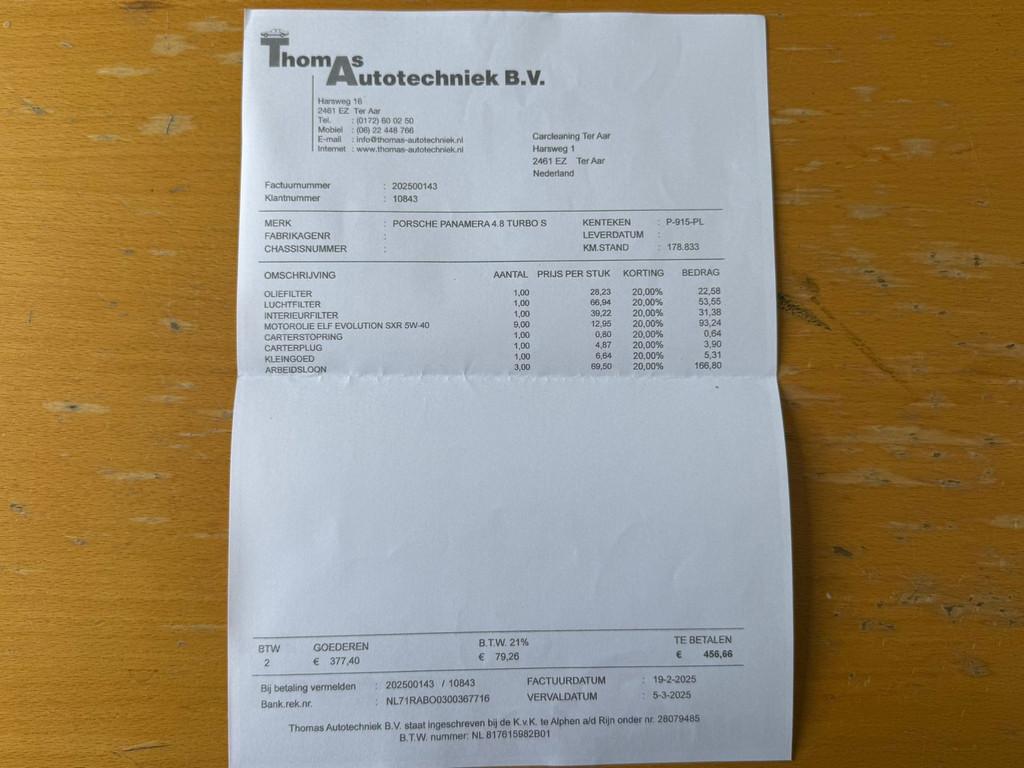 Thomas
Autotechniek B.V.
Harsweg 16
2461 EZ Ter Aar
Tel. : (0172) 60 02 50
Mobiel : (06) 22 448 766
E-mail : info@thomas-autotechniek.nl
Internet : www.thomas-autotechniek.nl
Carcleaning Ter Aar
Harsweg 1
2461 EZ Ter Aar
Nederland
Factuurnummer : 202500143
Klantnummer : 10843
MERK : PORSCHE PANAMERA 4.8 TURBO S KENTEKEN : P-915-PL
FABRIKAGENR : LEVERDATUM :
CHASSISNUMMER : KM.STAND : 178.833
OMSCHRIJVING AANTAL PRIJS PER STUK KORTING BEDRAG
OLIEFILTER 1,00 28,23 20,00% 22,58
LUCHTFILTER 1,00 66,94 20,00% 53,55
INTERIEURFILTER 1,00 39,22 20,00% 31,38
MOTOROLIE ELF EVOLUTION SXR 5W-40 9,00 12,95 20,00% 93,24
CARTERSTOPRING 1,00 0,80 20,00% 0,64
CARTERPLUG 1,00 4,87 20,00% 3,90
KLEINGOED 1,00 6,64 20,00% 5,31
ARBEIDSLOON 3,00 69,50 20,00% 166,80
BTW GOEDEREN B.T.W. 21% TE BETALEN
2 € 377,40 € 79,26 € 456,66
Bij betaling vermelden : 202500143 / 10843 FACTUURDATUM : 19-2-2025
Bank.rek.nr. : NL71RABO0300367716 VERVALDATUM : 5-3-2025
Thomas Autotechniek B.V. staat ingeschreven bij de K.v.K. te Alphen a/d Rijn onder nr. 28079485
B.T.W. nummer: NL 817615982B01